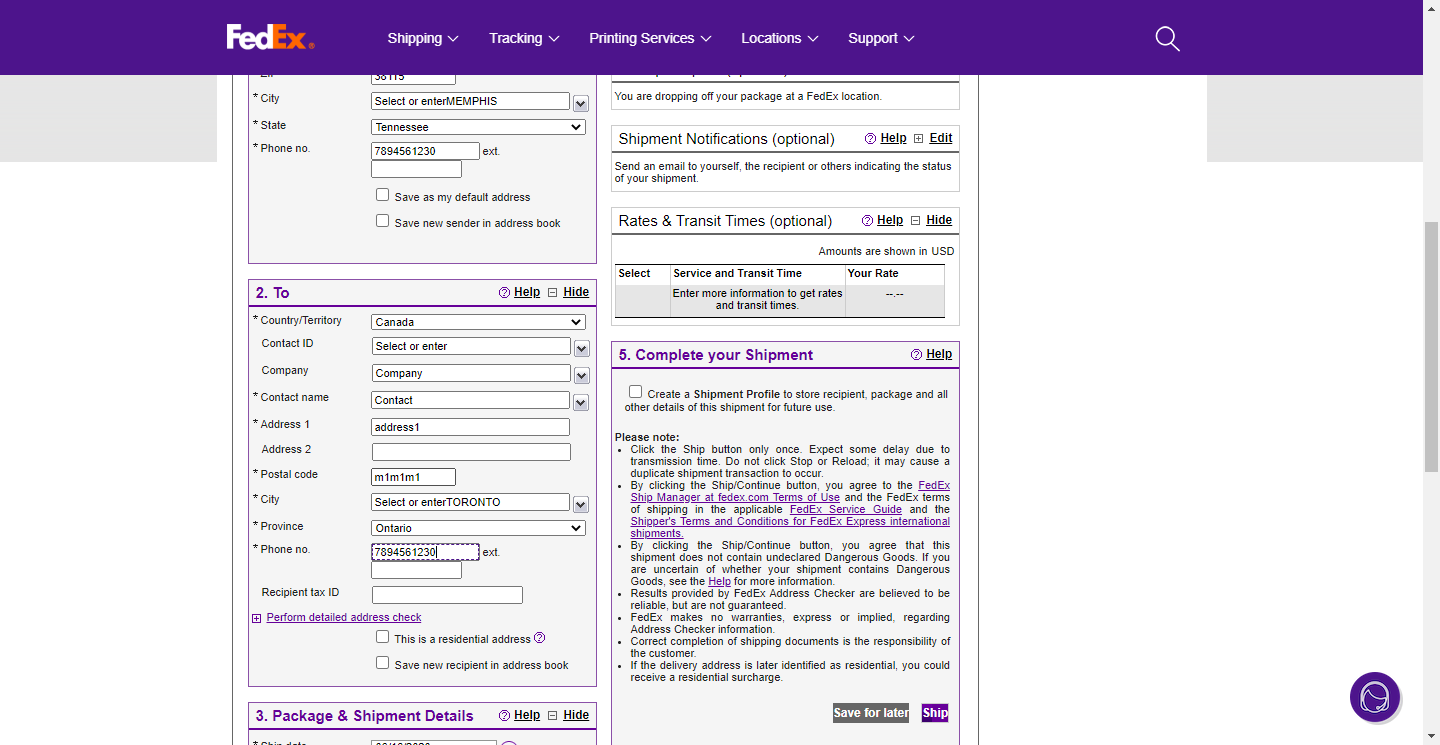 FedEx®
Shipping
Tracking
Printing Services
Locations
Support
38115
* City
Select or enterMEMPHIS
* State
Tennessee
* Phone no.
7894561230
ext.
Save as my default address
Save new sender in address book
2. To
Help
Hide
* Country/Territory
Canada
Contact ID
Select or enter
Company
Company
* Contact name
Contact
* Address 1
address1
Address 2
* Postal code
m1m1m1
* City
Select or enterTORONTO
* Province
Ontario
* Phone no.
7894561230
ext.
Recipient tax ID
Perform detailed address check
This is a residential address
Save new recipient in address book
3. Package & Shipment Details
Help
Hide
* Ship date
You are dropping off your package at a FedEx location.
Shipment Notifications (optional)
Help
Edit
Send an email to yourself, the recipient or others indicating the status
of your shipment.
Rates & Transit Times (optional)
Help
Hide
Amounts are shown in USD
Select
Service and Transit Time
Your Rate
Enter more information to get rates
and transit times.
--.--
5. Complete your Shipment
Help
Create a Shipment Profile to store recipient, package and all
other details of this shipment for future use.
Please note:
• Click the Ship button only once. Expect some delay due to
transmission time. Do not click Stop or Reload; it may cause a
duplicate shipment transaction to occur.
• By clicking the Ship/Continue button, you agree to the FedEx
Ship Manager at fedex.com Terms of Use and the FedEx terms
of shipping in the applicable FedEx Service Guide and the
Shipper's Terms and Conditions for FedEx Express international
shipments.
• By clicking the Ship/Continue button, you agree that this
shipment does not contain undeclared Dangerous Goods. If you
are uncertain of whether your shipment contains Dangerous
Goods, see the Help for more information.
• Results provided by FedEx Address Checker are believed to be
reliable, but are not guaranteed.
• FedEx makes no warranties, express or implied, regarding
Address Checker information.
• Correct completion of shipping documents is the responsibility of
the customer.
• If the delivery address is later identified as residential, you could
receive a residential surcharge.
Save for later
Ship